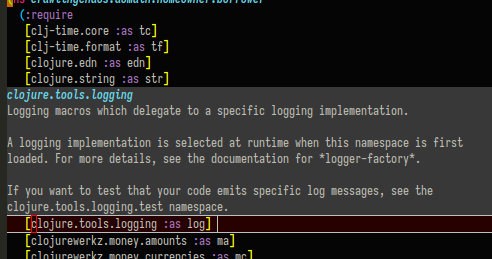 (ns crawlingchaos.domain.homeowner.borrower
(:require
[clj-time.core :as tc]
[clj-time.format :as tf]
[clojure.edn :as edn]
[clojure.string :as str]
clojure.tools.logging
Logging macros which delegate to a specific logging implementation.
A logging implementation is selected at runtime when this namespace is first
loaded. For more details, see the documentation for *logger-factory*.
If you want to test that your code emits specific log messages, see the
clojure.tools.logging.test namespace.
[clojure.tools.logging :as log]
[clojurewerkz.money.amounts :as ma]
[clojurewerkz.money.currencies :as mc]